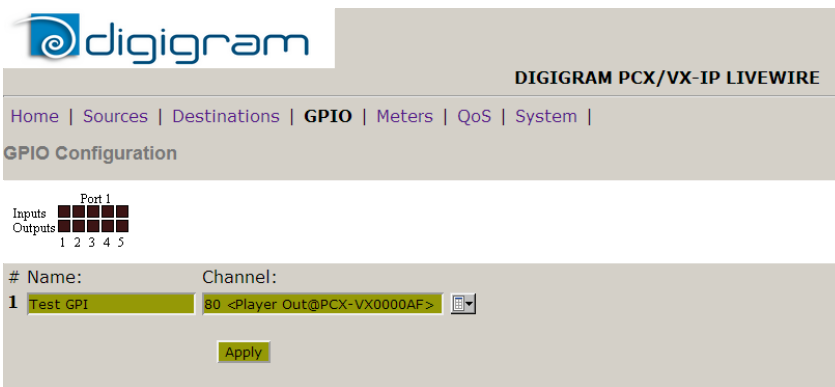 digigram
DIGIGRAM PCX/VX-IP LIVEWIRE
Home | Sources | Destinations | GPIO | Meters | QoS | System |
GPIO Configuration
Port 1
Inputs
Outputs
1 2 3 4 5
# Name: Channel:
1 Test GPI 80 <Player Out@PCX-VX0000AF>
Apply